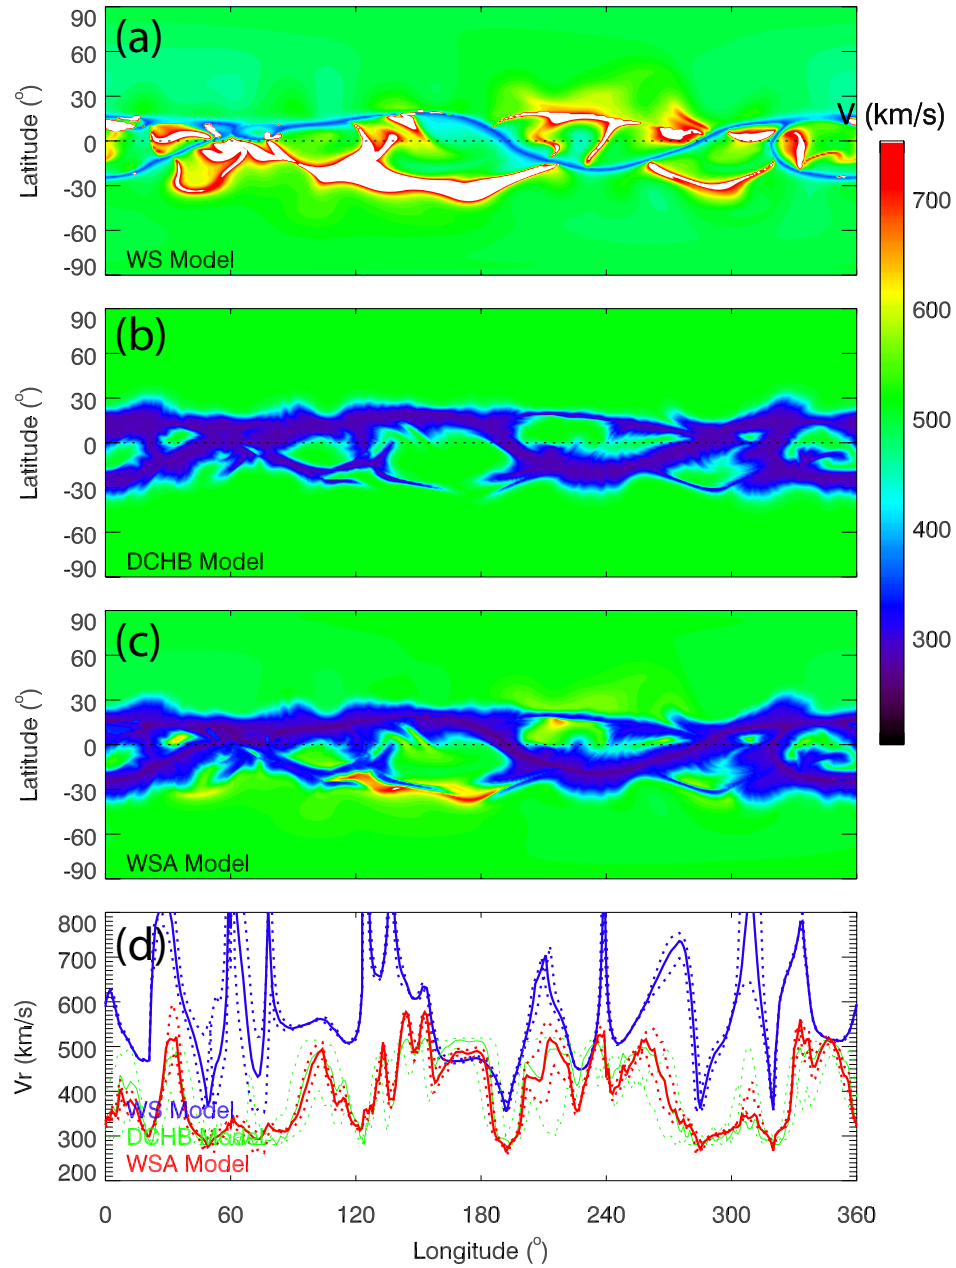 (a)
90
60
30
0
-30
-60
-90
Latitude (°)
WS Model
V (km/s)
700
600
500
400
300
(b)
90
60
30
0
-30
-60
-90
Latitude (°)
DCHB Model
(c)
90
60
30
0
-30
-60
-90
Latitude (°)
WSA Model
(d)
800
700
600
500
400
300
200
Vr (km/s)
WS Model
DCHB Model
WSA Model
0 60 120 180 240 300 360
Longitude (°)